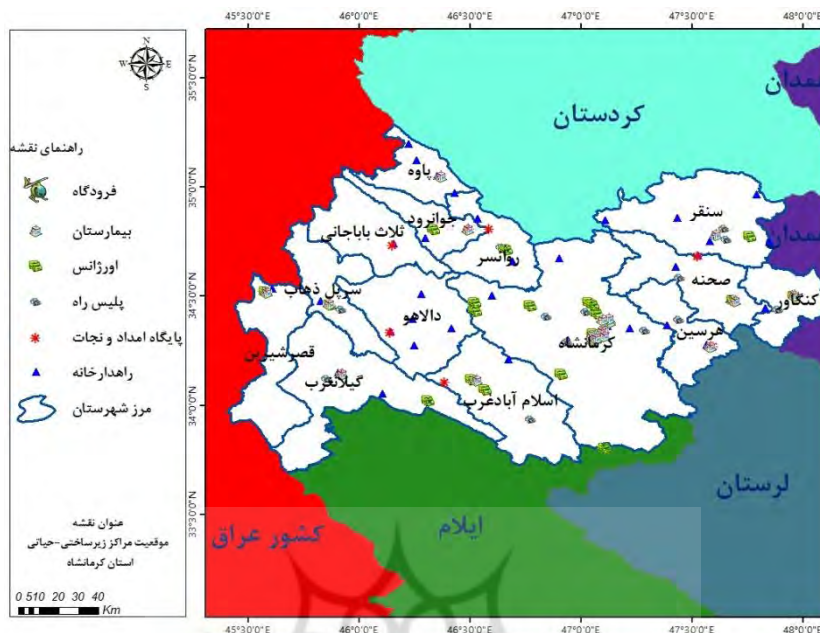 45°30'0"E 46°0'0"E 46°30'0"E 47°0'0"E 47°30'0"E 48°0'0"E
N
W E
S
راهنمای نقشه
فرودگاه
بیمارستان
اورژانس
پلیس راه
پایگاه امداد و نجات
راهدارخانه
مرز شهرستان
عنوان نقشه
موقعیت مراکز زیرساختی-حیاتی
استان کرمانشاه
0 510 20 30 40
Km
35°30'0"N
35°0'0"N
34°30'0"N
34°0'0"N
33°30'0"N
همدان
کردستان
پاوه
سنقر
جوانرود
ثلاث باباجانی
همدان
روانسر
صحنه
سرپل ذهاب
کنگاور
دالاهو
هرسین
کرمانشاه
قصرشیرین
گیلانغرب
اسلام آبادغرب
لرستان
ایلام
کشور عراق
45°30'0"E 46°0'0"E 46°30'0"E 47°0'0"E 47°30'0"E 48°0'0"E